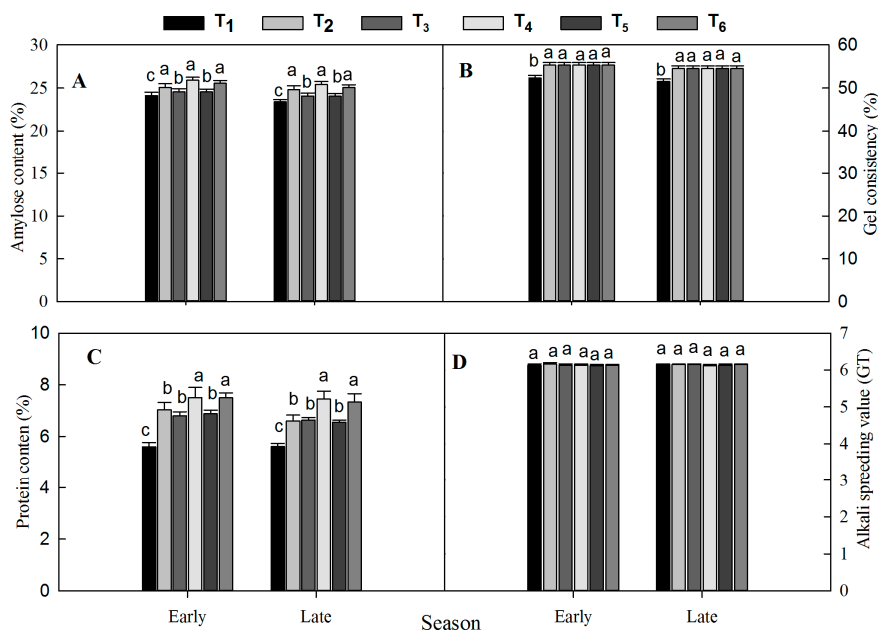 T1 T2 T3 T4 T5 T6
A
Amylose content (%)
30
25
20
15
10
5
0
c a b a b a
c a b a b a
B
Gel consistency (%)
60
50
40
30
20
10
0
b a a a a a
b a a a a a
C
Protein conten (%)
10
8
6
4
2
0
c b b a b a
c b b a b a
D
Alkali spreeding value (GT)
7
6
5
4
3
2
1
0
a a a a a a
a a a a a a
Early Late Early Late
Season